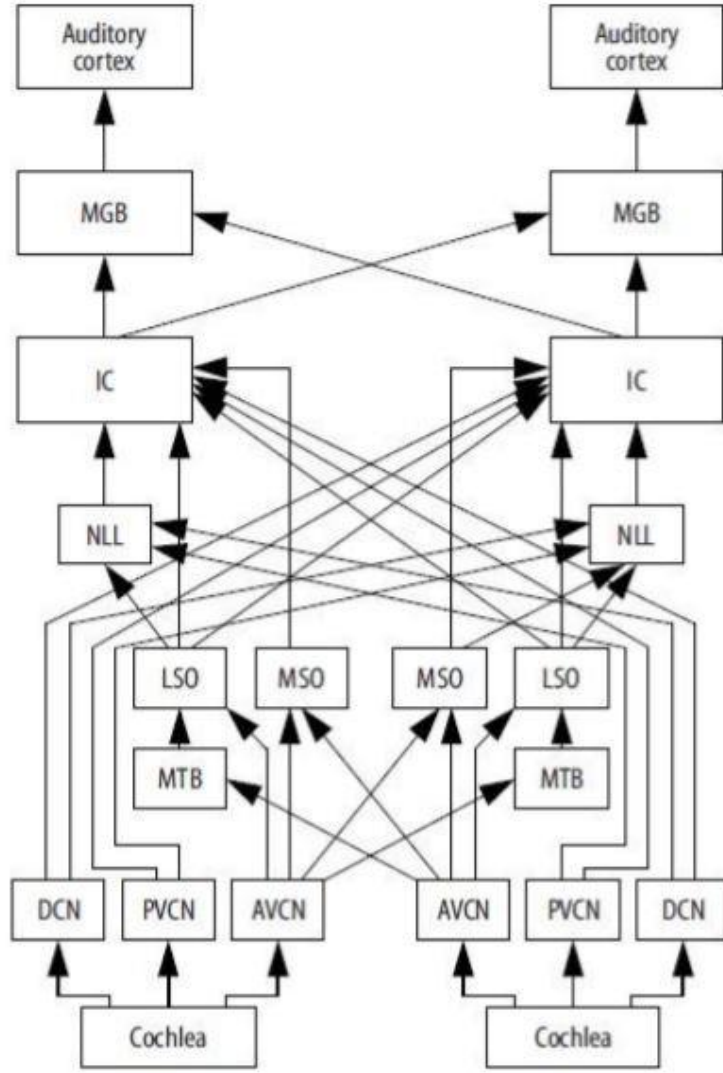 Auditory
cortex
Auditory
cortex
MGB
MGB
IC
IC
NLL
NLL
LSO
MSO
MSO
LSO
MTB
MTB
DCN
PVCN
AVCN
AVCN
PVCN
DCN
Cochlea
Cochlea